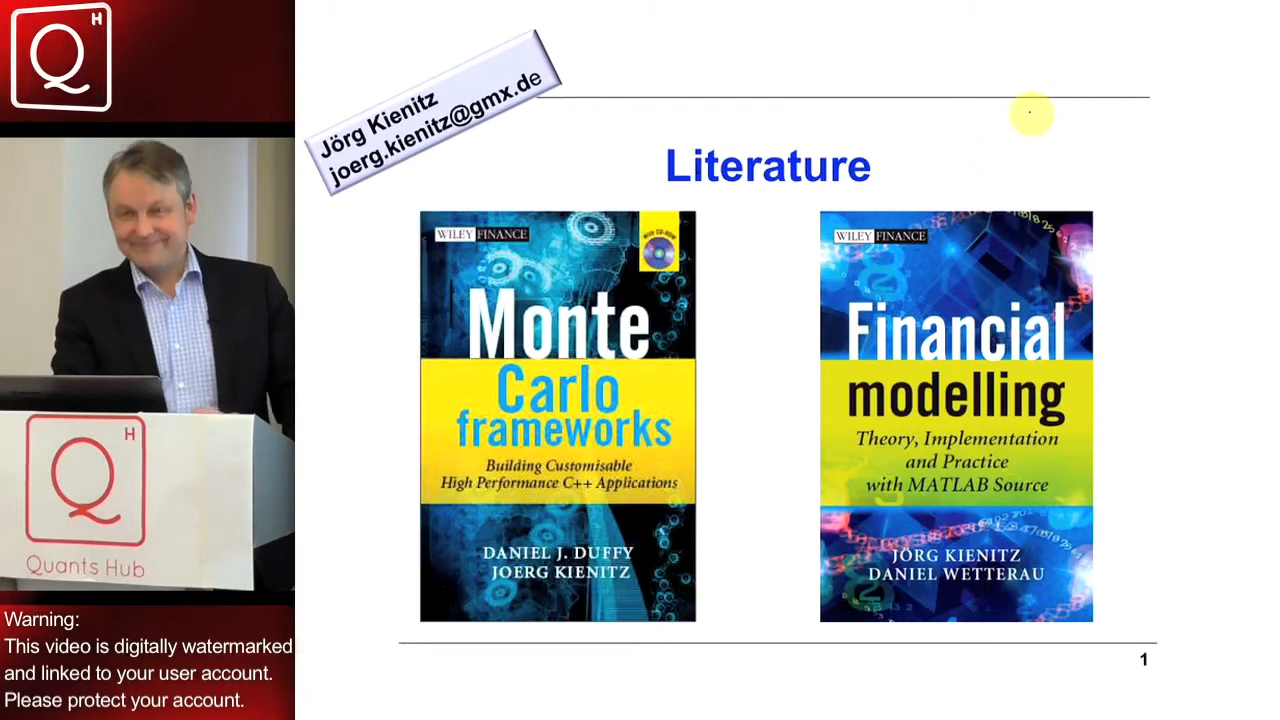 Q H
Jörg Kienitz
joerg.kienitz@gmx.de
Literature
WILEY FINANCE
With CD-ROM
Monte
Carlo
frameworks
Building Customisable
High Performance C++ Applications
DANIEL J. DUFFY
JOERG KIENITZ
WILEY FINANCE
Financial
modelling
Theory, Implementation
and Practice
with MATLAB Source
JÖRG KIENITZ
DANIEL WETTERAU
1
Q H
Quants Hub
Warning:
This video is digitally watermarked
and linked to your user account.
Please protect your account.